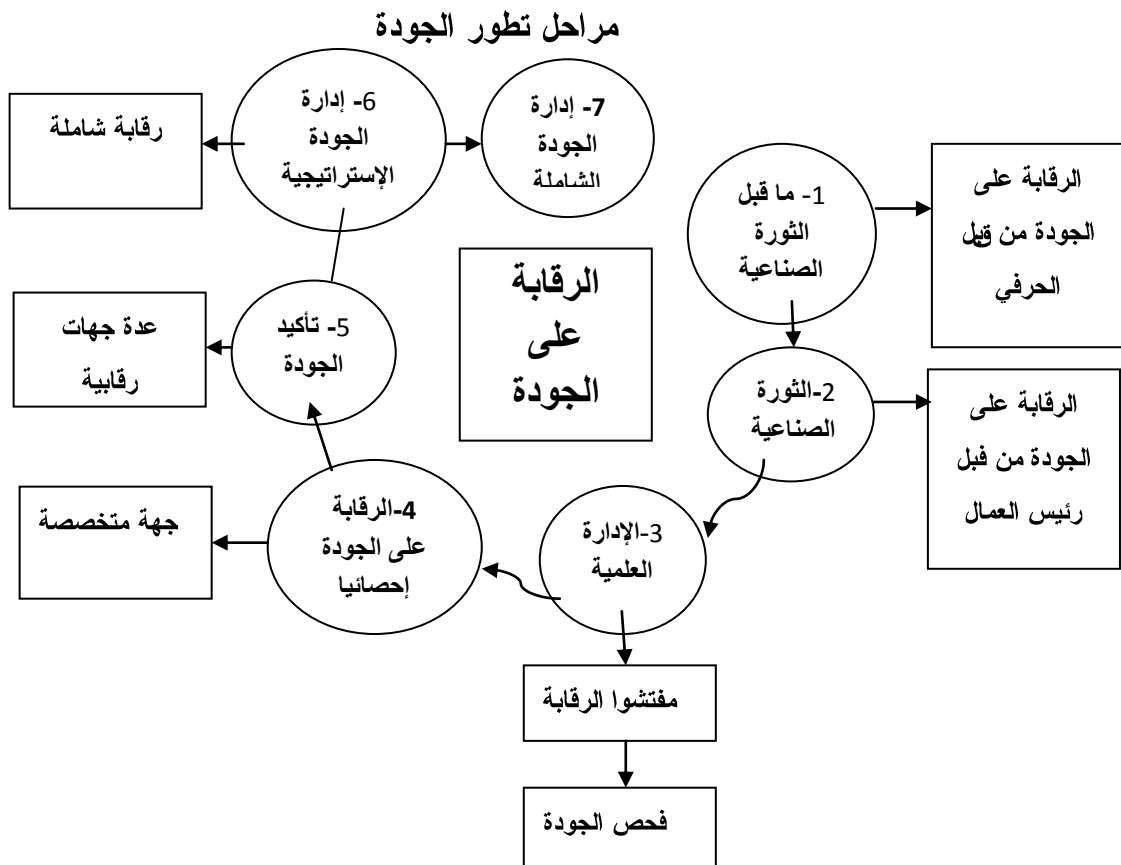 مراحل تطور الجودة
1- ما قبل
الثورة
الصناعية
الرقابة على
الجودة من قبل
الحرفي
2-الثورة
الصناعية
الرقابة على
الجودة من فبل
رئيس العمال
3-الإدارة
العلمية
مفتشوا الرقابة
فحص الجودة
4-الرقابة
على الجودة
إحصائيا
جهة متخصصة
5- تأكيد
الجودة
عدة جهات
رقابية
6- إدارة
الجودة
الإستراتيجية
رقابة شاملة
7- إدارة
الجودة
الشاملة
الرقابة
على
الجودة